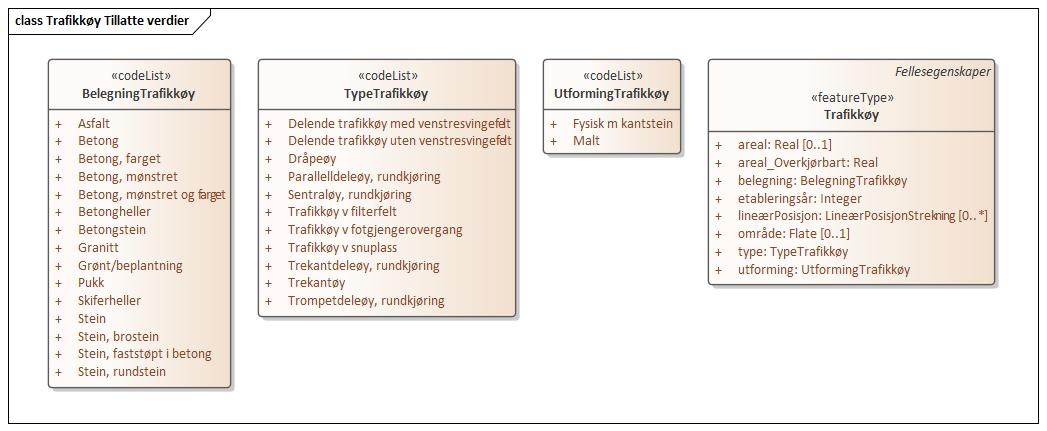 class Trafikkøy Tillatte verdier
«codeList»
BelegningTrafikkøy
+ Asfalt
+ Betong
+ Betong, farget
+ Betong, mønstret
+ Betong, mønstret og farget
+ Betongheller
+ Betongstein
+ Granitt
+ Grønt/beplantning
+ Pukk
+ Skiferheller
+ Stein
+ Stein, brostein
+ Stein, faststøpt i betong
+ Stein, rundstein
«codeList»
TypeTrafikkøy
+ Delende trafikkøy med venstresvingefelt
+ Delende trafikkøy uten venstresvingefelt
+ Dråpeøy
+ Parallelldeleøy, rundkjøring
+ Sentraløy, rundkjøring
+ Trafikkøy v filterfelt
+ Trafikkøy v fotgjengerovergang
+ Trafikkøy v snuplass
+ Trekantdeleøy, rundkjøring
+ Trekantøy
+ Trompetdeleøy, rundkjøring
«codeList»
UtformingTrafikkøy
+ Fysisk m kantstein
+ Malt
Fellesegenskaper
«featureType»
Trafikkøy
+ areal: Real [0..1]
+ areal_Overkjørbart: Real
+ belegning: BelegningTrafikkøy
+ etableringsår: Integer
+ lineærPosisjon: LineærPosisjonStrekning [0..*]
+ område: Flate [0..1]
+ type: TypeTrafikkøy
+ utforming: UtformingTrafikkøy